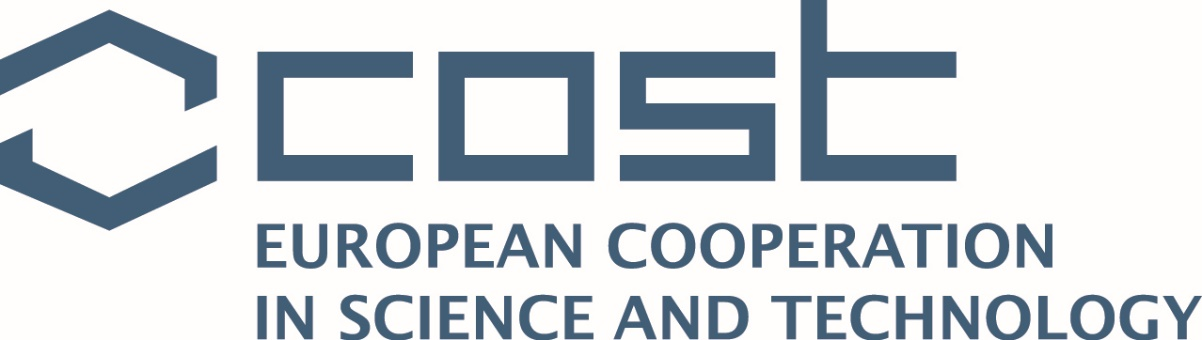 cost
EUROPEAN COOPERATION
IN SCIENCE AND TECHNOLOGY